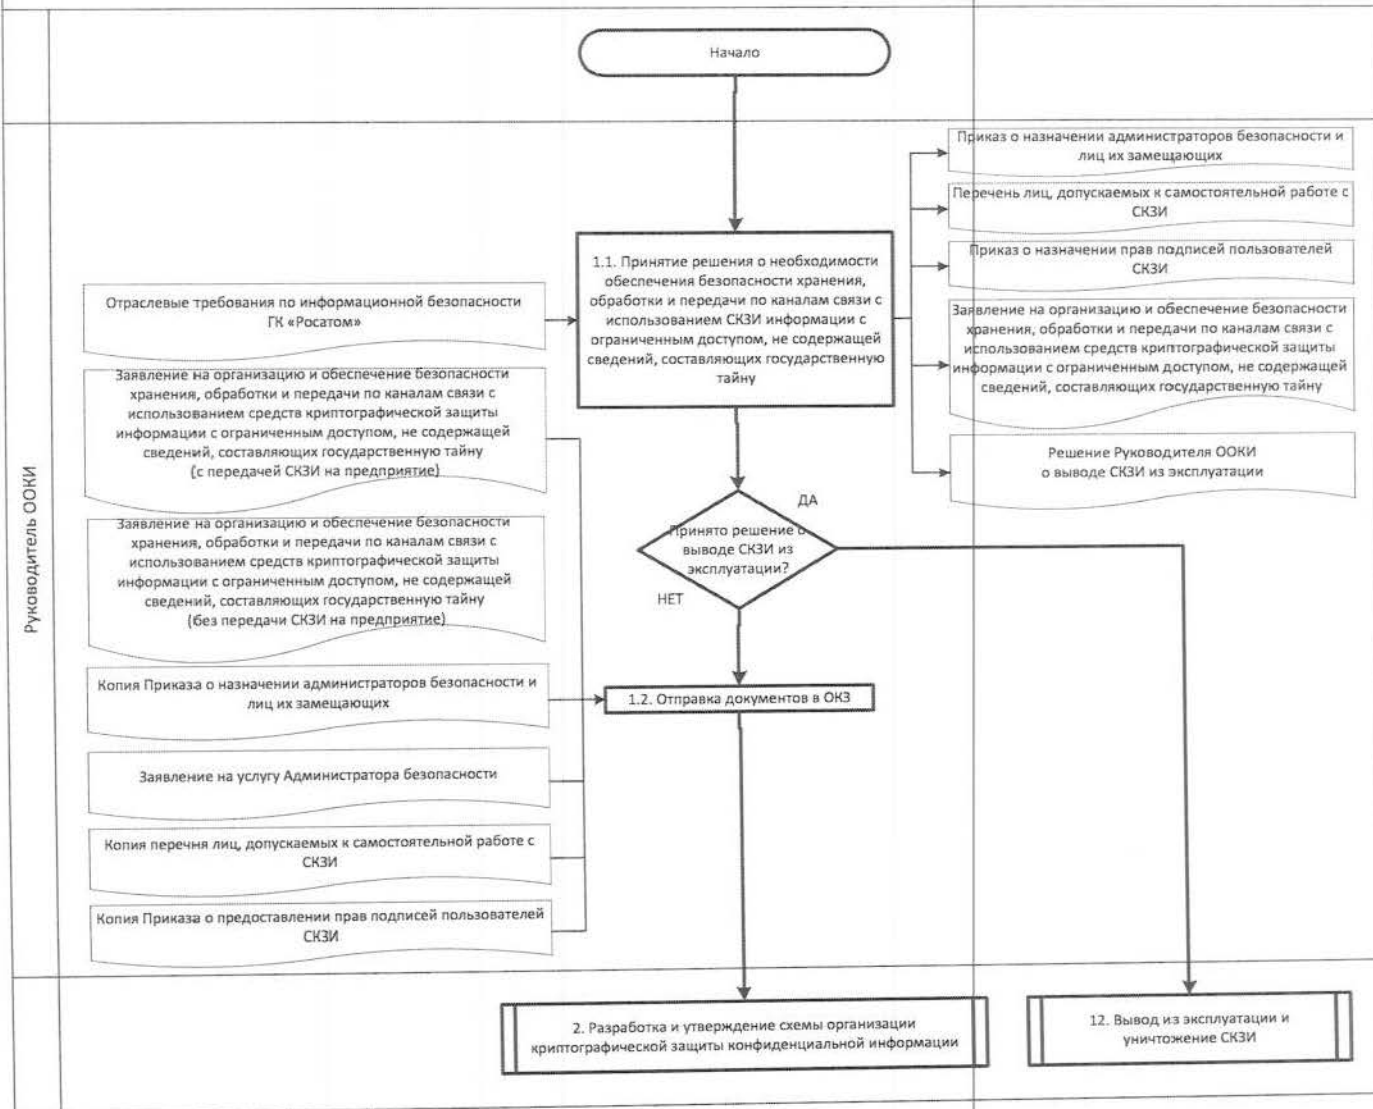 Начало
Руководитель ООКИ
1.1. Принятие решения о необходимости
обеспечения безопасности хранения,
обработки и передачи по каналам связи с
использованием СКЗИ информации с
ограниченным доступом, не содержащей
сведений, составляющих государственную
тайну
Приказ о назначении администраторов безопасности и
лиц их замещающих
Перечень лиц, допускаемых к самостоятельной работе с
СКЗИ
Приказ о назначении прав подписей пользователей
СКЗИ
Заявление на организацию и обеспечение безопасности
хранения, обработки и передачи по каналам связи с
использованием средств криптографической защиты
информации с ограниченным доступом, не содержащей
сведений, составляющих государственную тайну
Решение Руководителя ООКИ
о выводе СКЗИ из эксплуатации
Отраслевые требования по информационной безопасности
ГК «Росатом»
Заявление на организацию и обеспечение безопасности
хранения, обработки и передачи по каналам связи с
использованием средств криптографической защиты
информации с ограниченным доступом, не содержащей
сведений, составляющих государственную тайну
(с передачей СКЗИ на предприятие)
Заявление на организацию и обеспечение безопасности
хранения, обработки и передачи по каналам связи с
использованием средств криптографической защиты
информации с ограниченным доступом, не содержащей
сведений, составляющих государственную тайну
(без передачи СКЗИ на предприятие)
ДА
Принято решение о
выводе СКЗИ из
эксплуатации?
НЕТ
Копия Приказа о назначении администраторов безопасности и
лиц их замещающих
1.2. Отправка документов в ОКЗ
Заявление на услугу Администратора безопасности
Копия перечня лиц, допускаемых к самостоятельной работе с
СКЗИ
Копия Приказа о предоставлении прав подписей пользователей
СКЗИ
2. Разработка и утверждение схемы организации
криптографической защиты конфиденциальной информации
12. Вывод из эксплуатации и
уничтожение СКЗИ